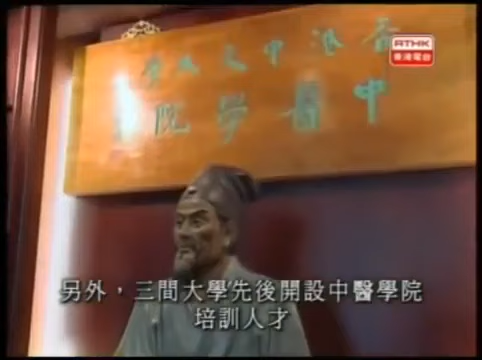 香港中文大學
中醫學院
RTHK
香港電台
另外，三間大學先後開設中醫學院
培訓人才